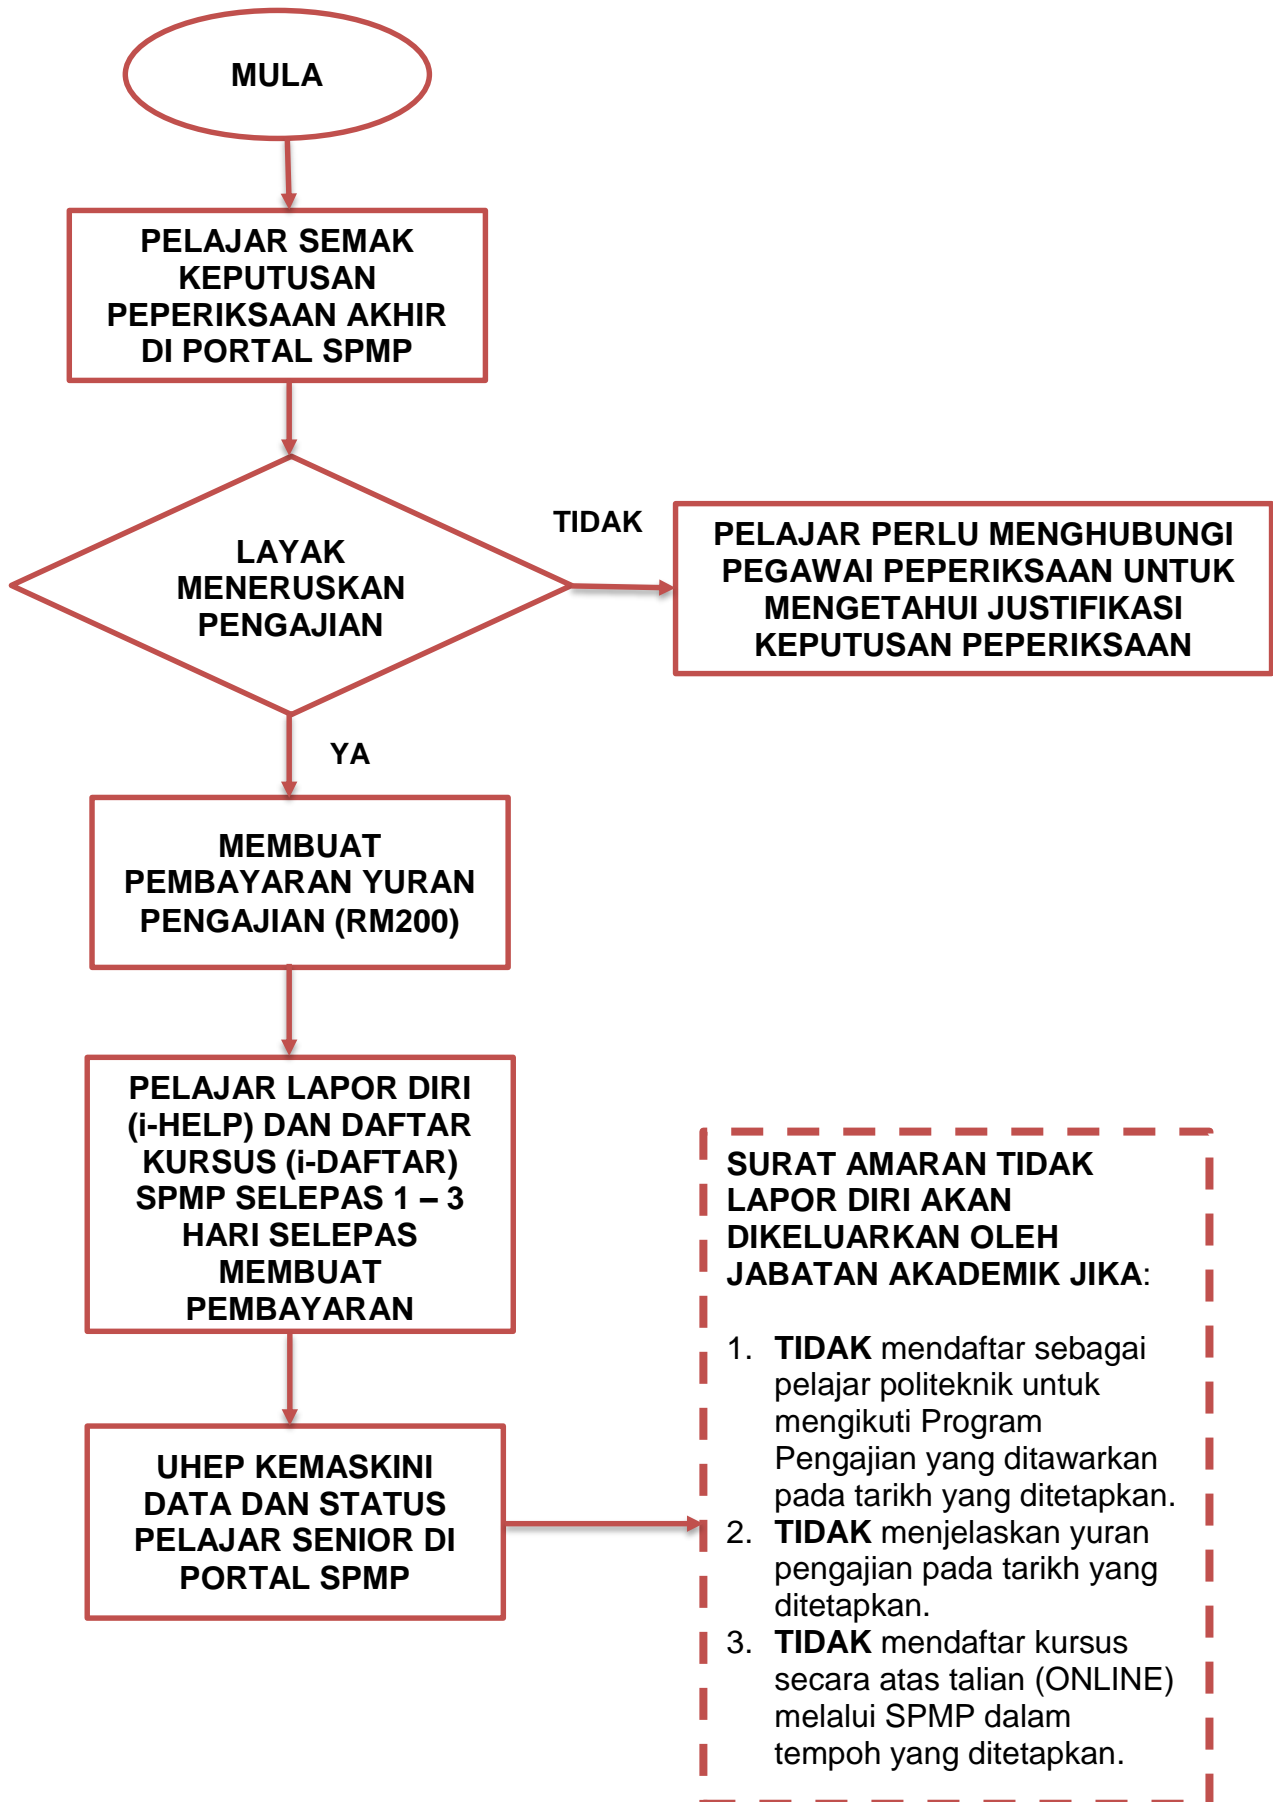 MULA
PELAJAR SEMAK
KEPUTUSAN
PEPERIKSAAN AKHIR
DI PORTAL SPMP
LAYAK
MENERUSKAN
PENGAJIAN
TIDAK
PELAJAR PERLU MENGHUBUNGI
PEGAWAI PEPERIKSAAN UNTUK
MENGETAHUI JUSTIFIKASI
KEPUTUSAN PEPERIKSAAN
YA
MEMBUAT
PEMBAYARAN YURAN
PENGAJIAN (RM200)
PELAJAR LAPOR DIRI
(i-HELP) DAN DAFTAR
KURSUS (i-DAFTAR)
SPMP SELEPAS 1 – 3
HARI SELEPAS
MEMBUAT
PEMBAYARAN
UHEP KEMASKINI
DATA DAN STATUS
PELAJAR SENIOR DI
PORTAL SPMP
SURAT AMARAN TIDAK
LAPOR DIRI AKAN
DIKELUARKAN OLEH
JABATAN AKADEMIK JIKA:
1. TIDAK mendaftar sebagai
pelajar politeknik untuk
mengikuti Program
Pengajian yang ditawarkan
pada tarikh yang ditetapkan.
2. TIDAK menjelaskan yuran
pengajian pada tarikh yang
ditetapkan.
3. TIDAK mendaftar kursus
secara atas talian (ONLINE)
melalui SPMP dalam
tempoh yang ditetapkan.